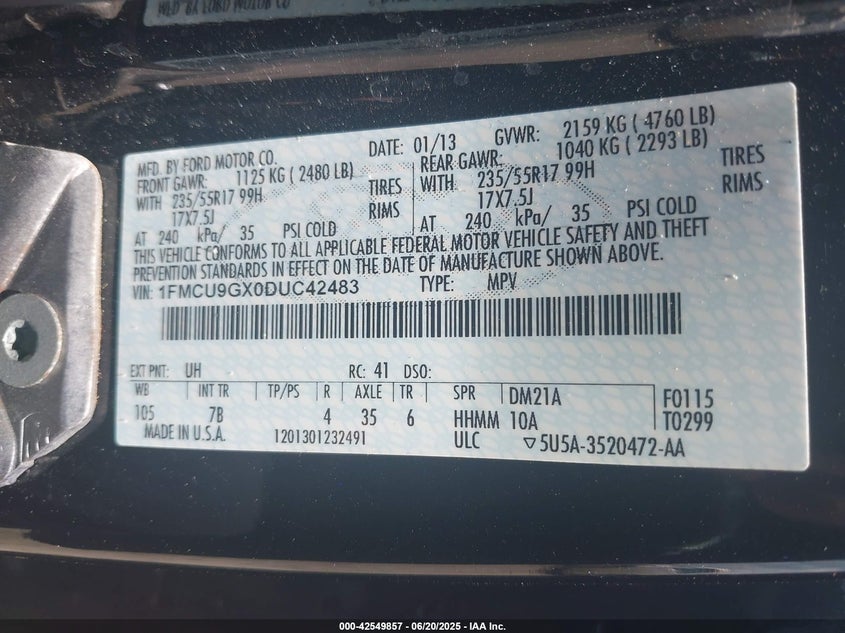 MFD. BY FORD MOTOR CO
MFD. BY FORD MOTOR CO. DATE: 01/13 GVWR: 2159 KG ( 4760 LB)
FRONT GAWR: 1125 KG ( 2480 LB) REAR GAWR: 1040 KG ( 2293 LB)
WITH 235/55R17 99H TIRES WITH 235/55R17 99H TIRES
17X7.5J RIMS 17X7.5J RIMS
AT 240 kPa/ 35 PSI COLD AT 240 kPa/ 35 PSI COLD
THIS VEHICLE CONFORMS TO ALL APPLICABLE FEDERAL MOTOR VEHICLE SAFETY AND THEFT
PREVENTION STANDARDS IN EFFECT ON THE DATE OF MANUFACTURE SHOWN ABOVE.
VIN: 1FMCU9GX0DUC42483 TYPE: MPV
EXT PNT: UH RC: 41 DSO:
WB INT TR TP/PS R AXLE TR SPR DM21A F0115
105 7B 4 35 6 HHMM 10A T0299
MADE IN U.S.A. 1201301232491 ULC ▽5U5A-3520472-AA
000-42549857 - 06/20/2025 - IAA Inc.